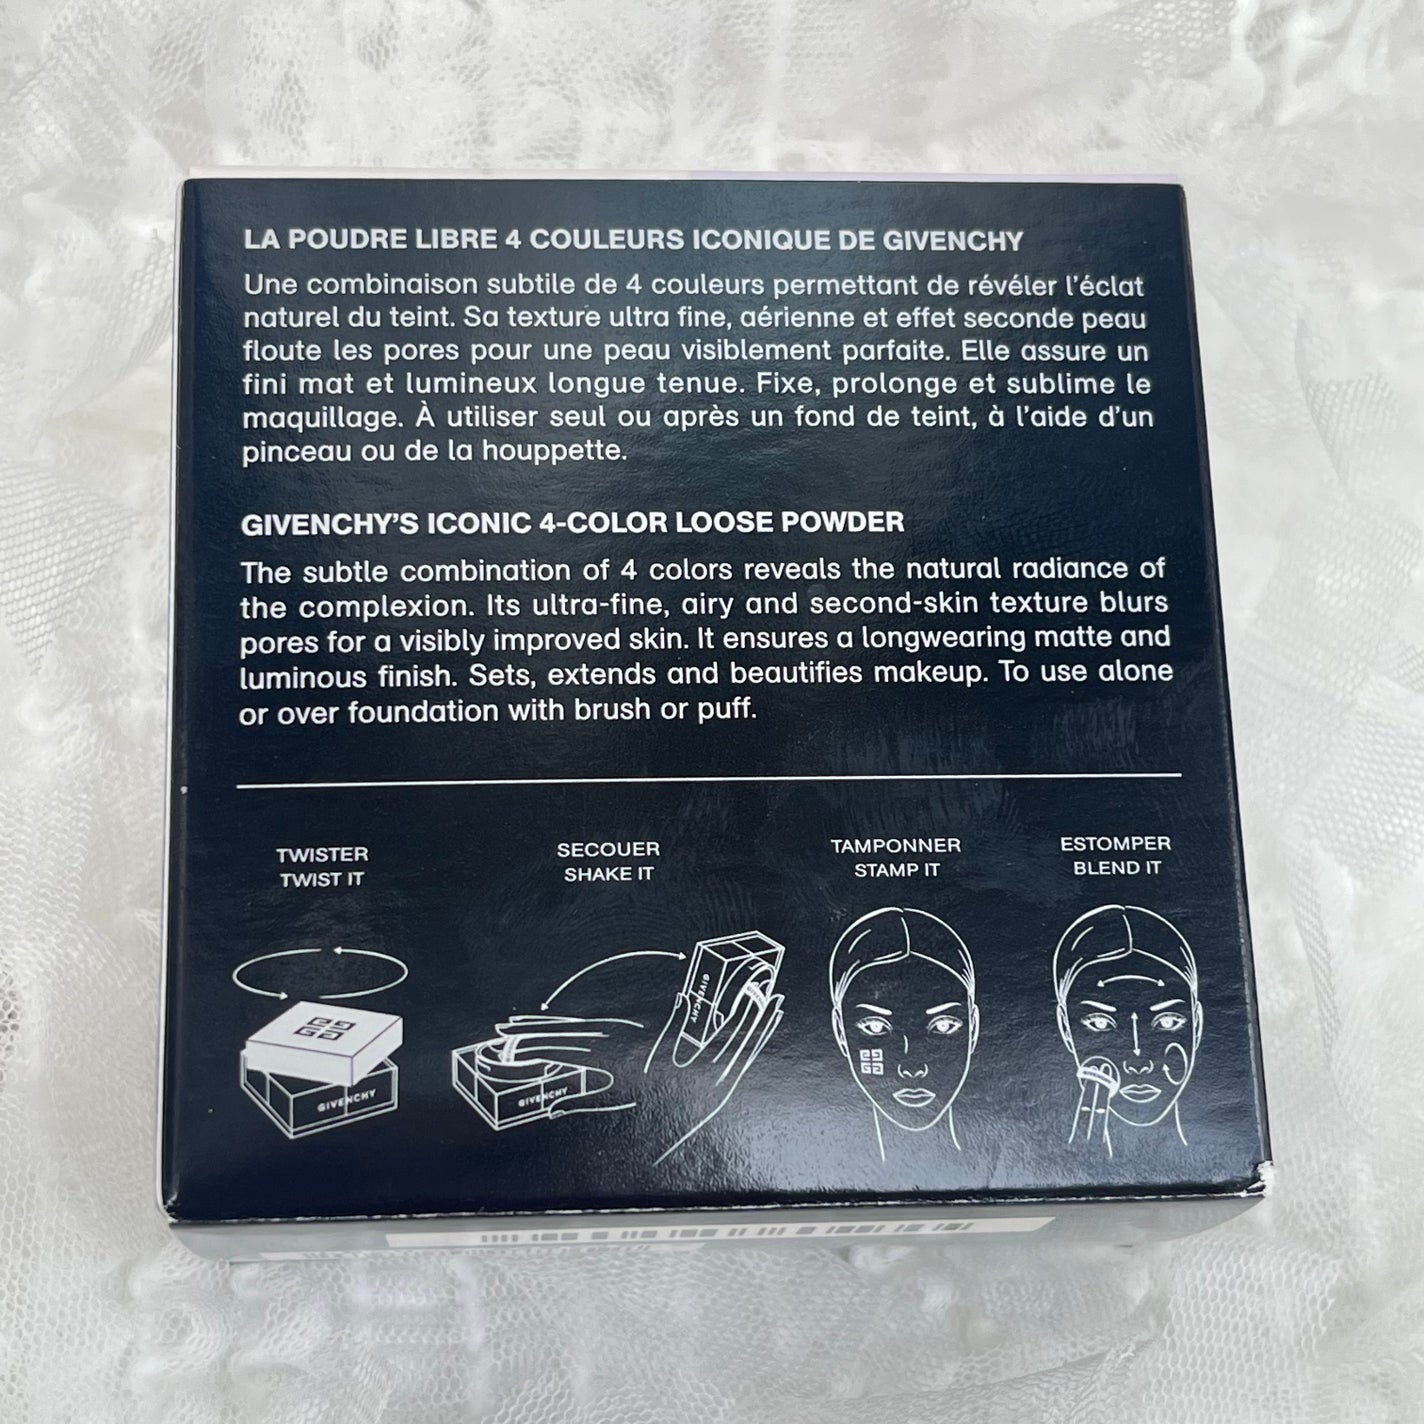 LA POUDRE LIBRE 4 COULEURS ICONIQUE DE GIVENCHY
Une combinaison subtile de 4 couleurs permettant de révéler l'éclat
naturel du teint. Sa texture ultra fine, aérienne et effet seconde peau
floute les pores pour une peau visiblement parfaite. Elle assure un
fini mat et lumineux longue tenue. Fixe, prolonge et sublime le
maquillage. À utiliser seul ou après un fond de teint, à l'aide d'un
pinceau ou de la houppette.
GIVENCHY'S ICONIC 4-COLOR LOOSE POWDER
The subtle combination of 4 colors reveals the natural radiance of
the complexion. Its ultra-fine, airy and second-skin texture blurs
pores for a visibly improved skin. It ensures a longwearing matte and
luminous finish. Sets, extends and beautifies makeup. To use alone
or over foundation with brush or puff.
TWISTER
TWIST IT
SECOUER
SHAKE IT
TAMPONNER
STAMP IT
ESTOMPER
BLEND IT
GIVENCHY
GIVENCHY
GIVENCHY